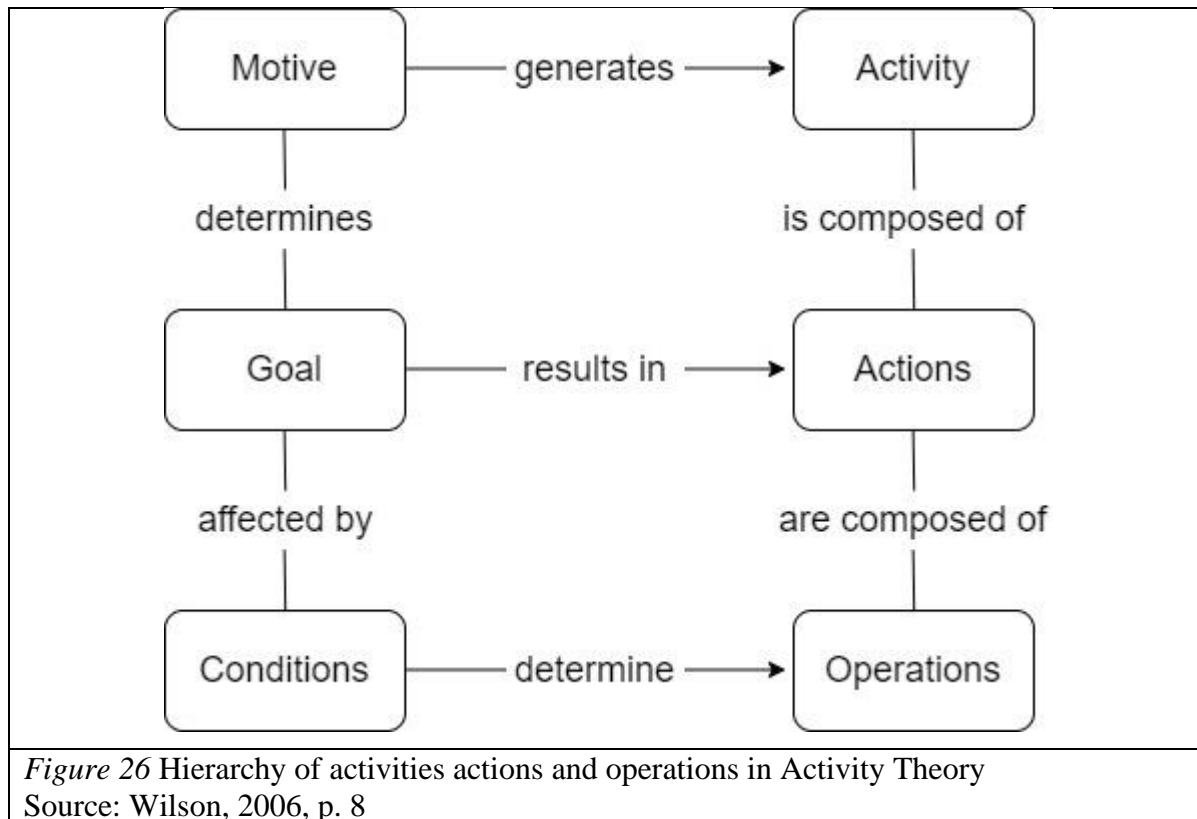 Motive generates Activity
determines is composed of
Goal results in Actions
affected by are composed of
Conditions determine Operations
Figure 26 Hierarchy of activities actions and operations in Activity Theory
Source: Wilson, 2006, p. 8